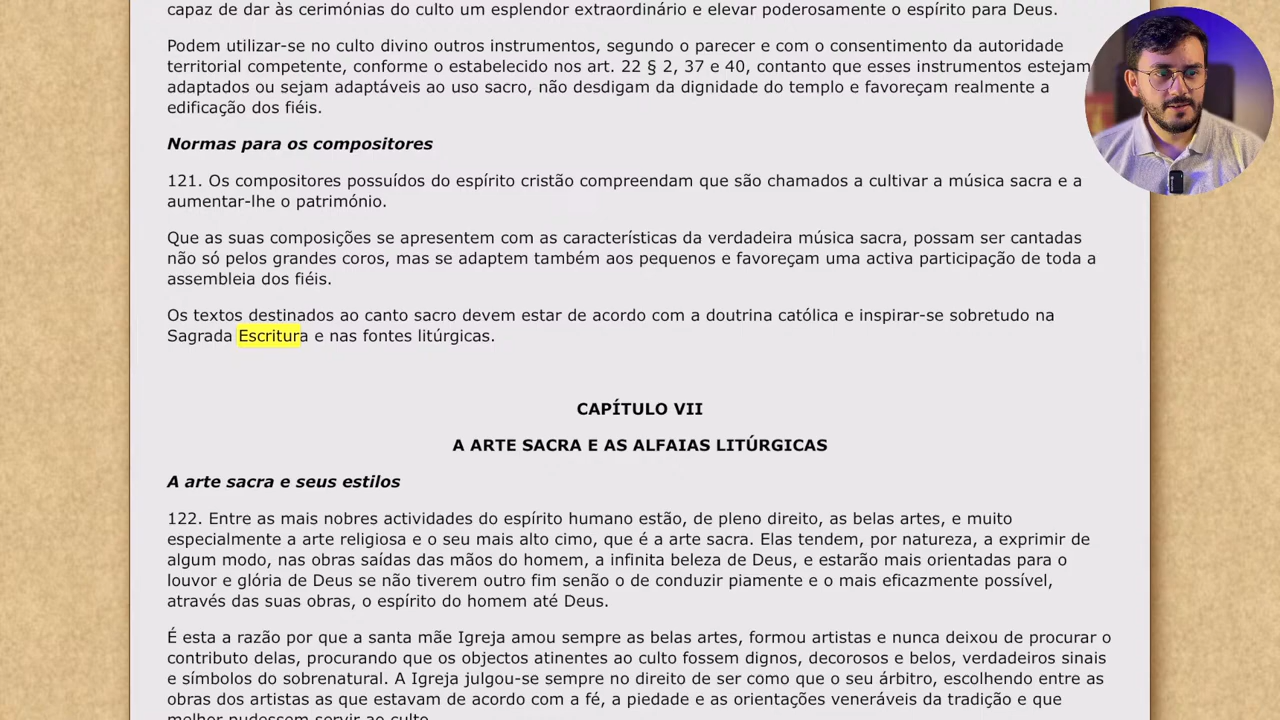 capaz de dar às cerimónias do culto um esplendor extraordinário e elevar poderosamente o espírito para Deus.
Podem utilizar-se no culto divino outros instrumentos, segundo o parecer e com o consentimento da autoridade
territorial competente, conforme o estabelecido nos art. 22 § 2, 37 e 40, contanto que esses instrumentos estejam
adaptados ou sejam adaptáveis ao uso sacro, não desdigam da dignidade do templo e favoreçam realmente a
edificação dos fiéis.
Normas para os compositores
121. Os compositores possuídos do espírito cristão compreendam que são chamados a cultivar a música sacra e a
aumentar-lhe o património.
Que as suas composições se apresentem com as características da verdadeira música sacra, possam ser cantadas
não só pelos grandes coros, mas se adaptem também aos pequenos e favoreçam uma activa participação de toda a
assembleia dos fiéis.
Os textos destinados ao canto sacro devem estar de acordo com a doutrina católica e inspirar-se sobretudo na
Sagrada Escritura e nas fontes litúrgicas.
CAPÍTULO VII
A ARTE SACRA E AS ALFAIAS LITÚRGICAS
A arte sacra e seus estilos
122. Entre as mais nobres actividades do espírito humano estão, de pleno direito, as belas artes, e muito
especialmente a arte religiosa e o seu mais alto cimo, que é a arte sacra. Elas tendem, por natureza, a exprimir de
algum modo, nas obras saídas das mãos do homem, a infinita beleza de Deus, e estarão mais orientadas para o
louvor e glória de Deus se não tiverem outro fim senão o de conduzir piamente e o mais eficazmente possível,
através das suas obras, o espírito do homem até Deus.
É esta a razão por que a santa mãe Igreja amou sempre as belas artes, formou artistas e nunca deixou de procurar o
contributo delas, procurando que os objectos atinentes ao culto fossem dignos, decorosos e belos, verdadeiros sinais
e símbolos do sobrenatural. A Igreja julgou-se sempre no direito de ser como que o seu árbitro, escolhendo entre as
obras dos artistas as que estavam de acordo com a fé, a piedade e as orientações veneráveis da tradição e que
melhor pudessem servir ao culto.